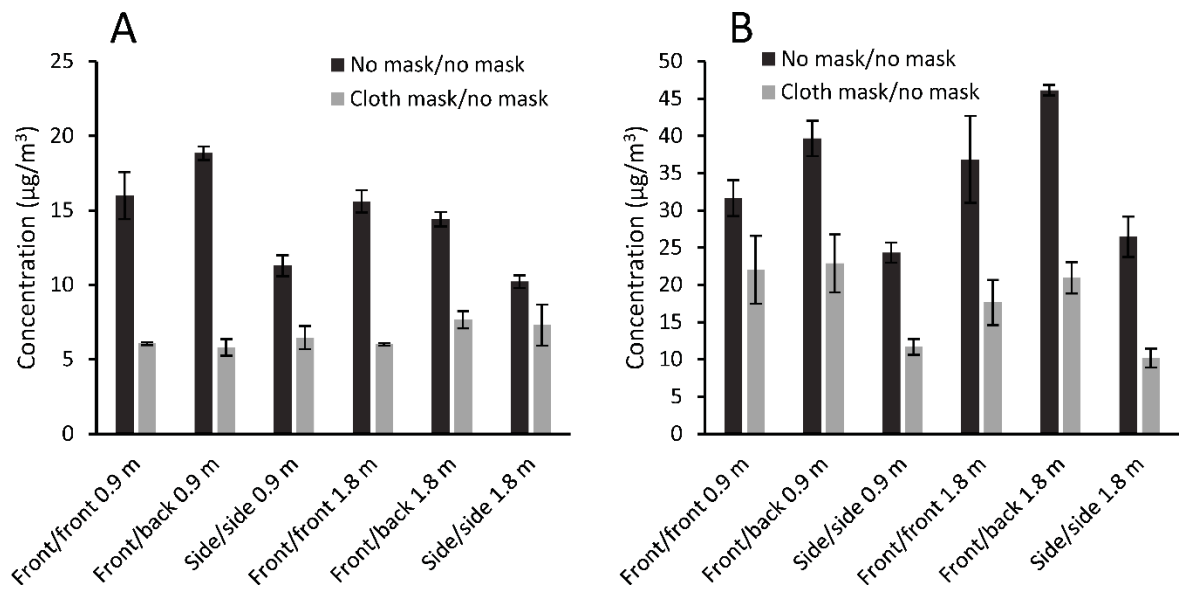 A
No mask/no mask
Cloth mask/no mask
Concentration (µg/m³)
25
20
15
10
5
0
Front/front 0.9 m
Front/back 0.9 m
Side/side 0.9 m
Front/front 1.8 m
Front/back 1.8 m
Side/side 1.8 m
B
No mask/no mask
Cloth mask/no mask
Concentration (µg/m³)
50
45
40
35
30
25
20
15
10
5
0
Front/front 0.9 m
Front/back 0.9 m
Side/side 0.9 m
Front/front 1.8 m
Front/back 1.8 m
Side/side 1.8 m